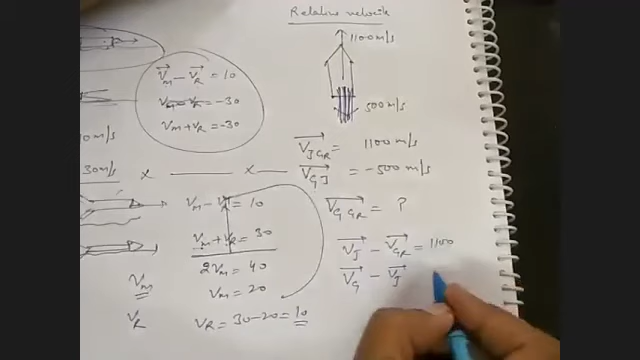 Relative velocity
1100 m/s
500 m/s
V⃗M − V⃗R = 10
VM − VR = −30
VM + VR = −30
10 m/s
30 m/s
x ——— x —
VM − VR = 10
VM + VR = 30
2VM = 40
VM = 20
VR = 30−20 = 10
VM
VR
V⃗JGR = 1100 m/s
V⃗GJ = −500 m/s
V⃗GGR = ?
V⃗J − V⃗GR = 1100
V⃗G − V⃗J